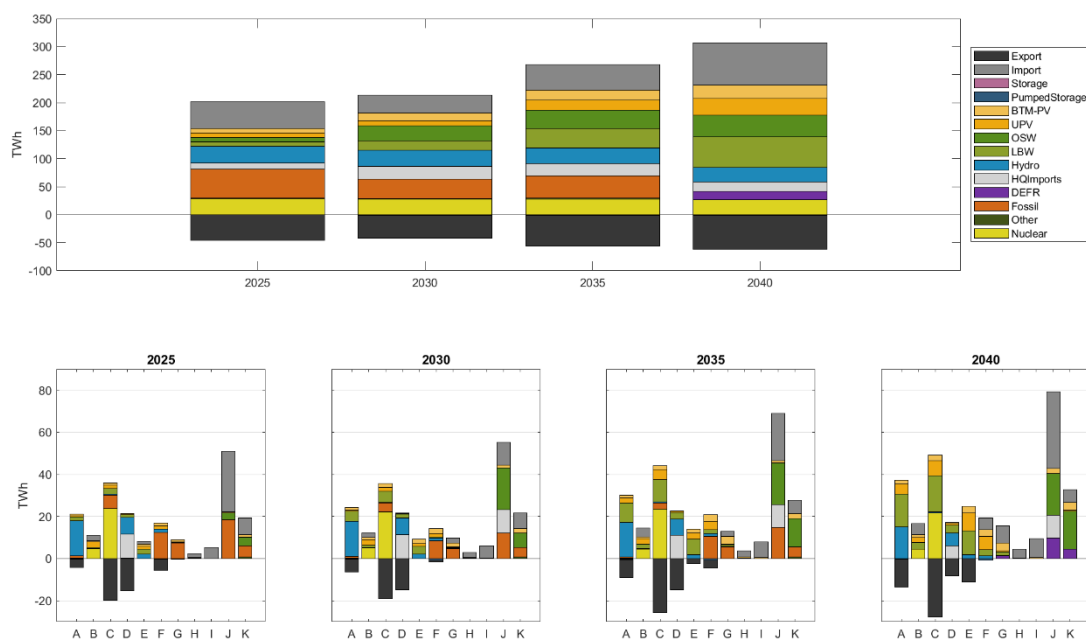 350
300
250
200
150
100
50
0
-50
-100
TWh
2025
2030
2035
2040
Export
Import
Storage
PumpedStorage
BTM-PV
UPV
OSW
LBW
Hydro
HQImports
DEFR
Fossil
Other
Nuclear
2025
2030
2035
2040
80
60
40
20
0
-20
TWh
A B C D E F G H I J K
A B C D E F G H I J K
A B C D E F G H I J K
A B C D E F G H I J K